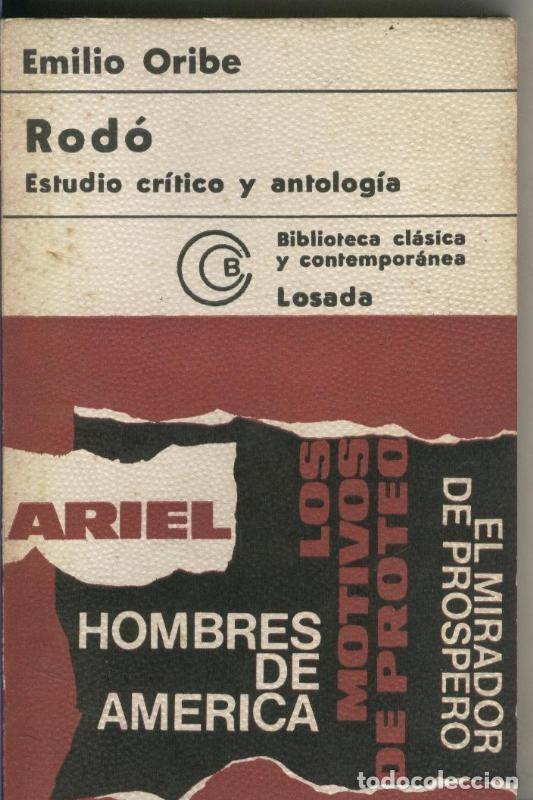 Emilio Oribe
Rodó
Estudio crítico y antología
B
Biblioteca clásica
y contemporánea
Losada
ARIEL
HOMBRES
DE
AMERICA
LOS
MOTIVOS
DE PROTEO
EL MIRADOR
DE PROSPERO
todocoleccion